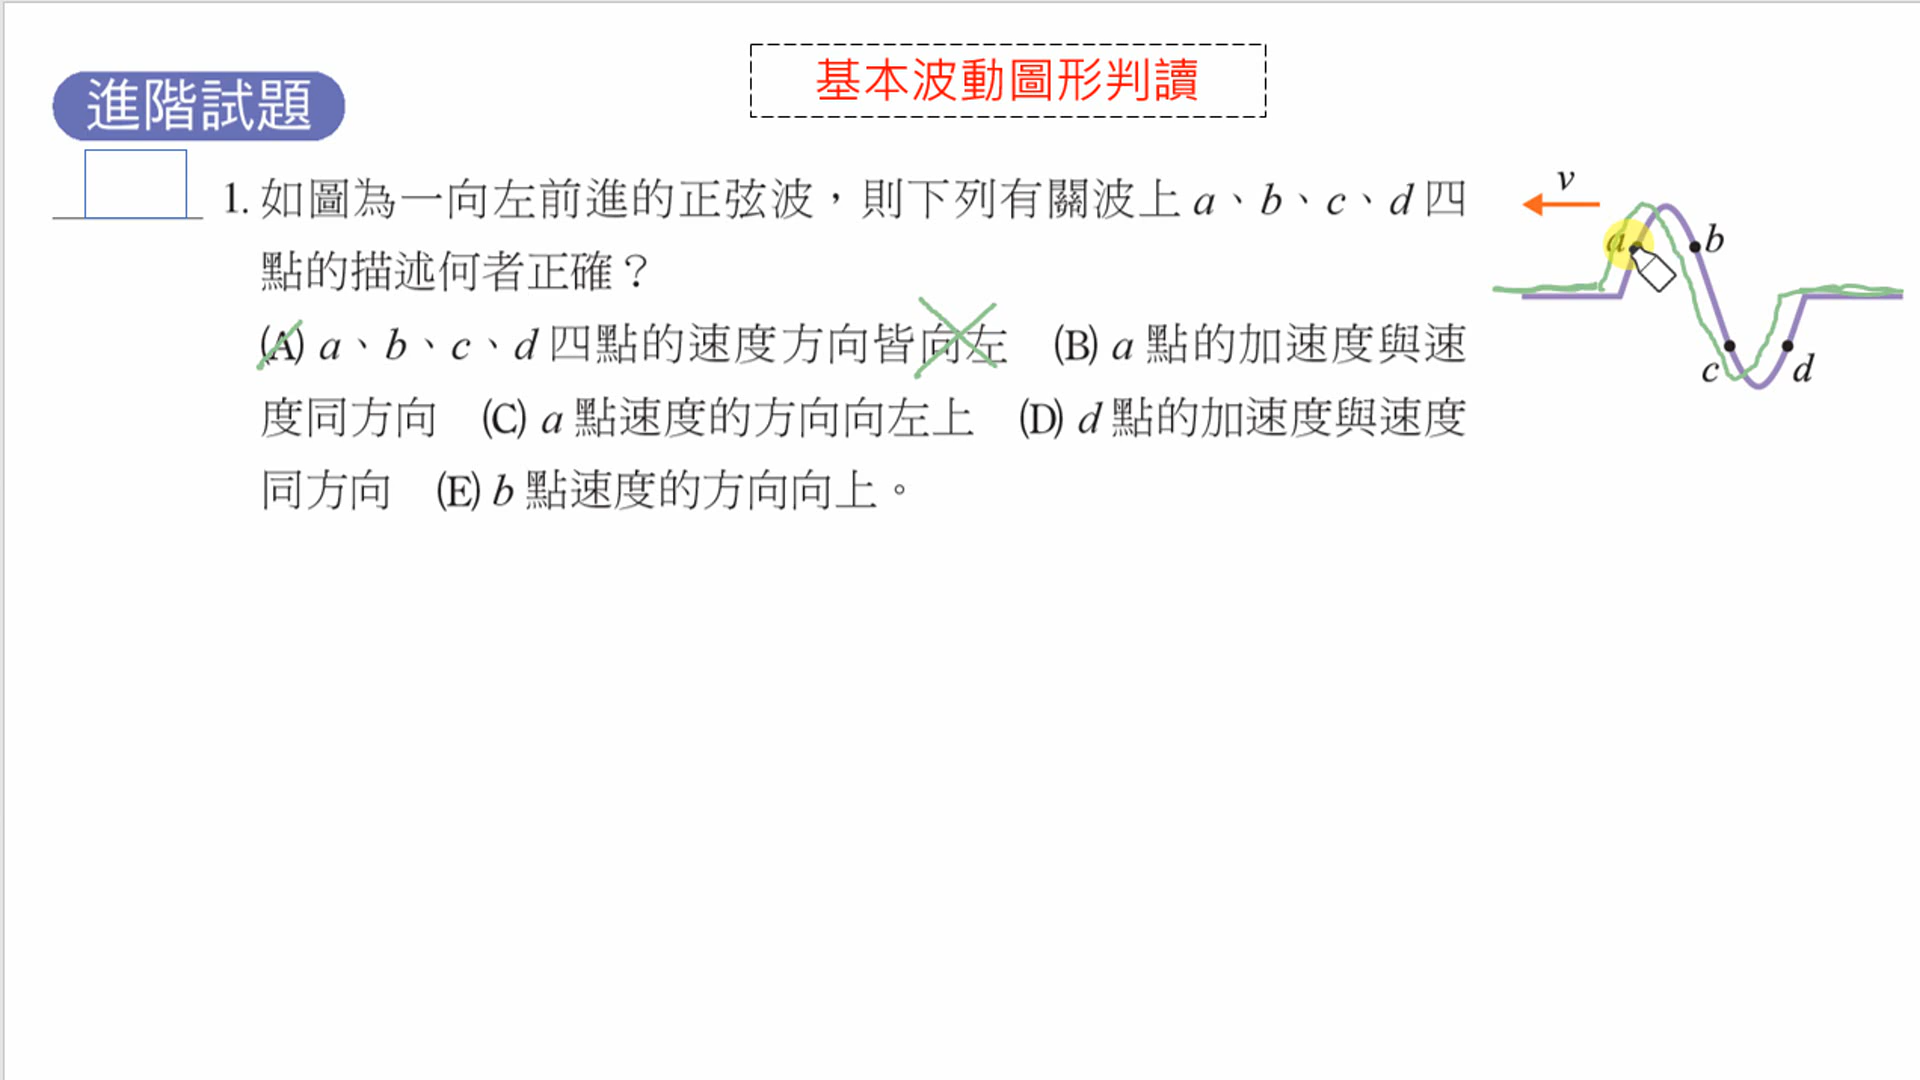 基本波動圖形判讀
進階試題
1. 如圖為一向左前進的正弦波，則下列有關波上 a、b、c、d 四
點的描述何者正確？
(A) a、b、c、d 四點的速度方向皆向左 (B) a 點的加速度與速
度同方向 (C) a 點速度的方向向左上 (D) d 點的加速度與速度
同方向 (E) b 點速度的方向向上。
v
a
b
c
d